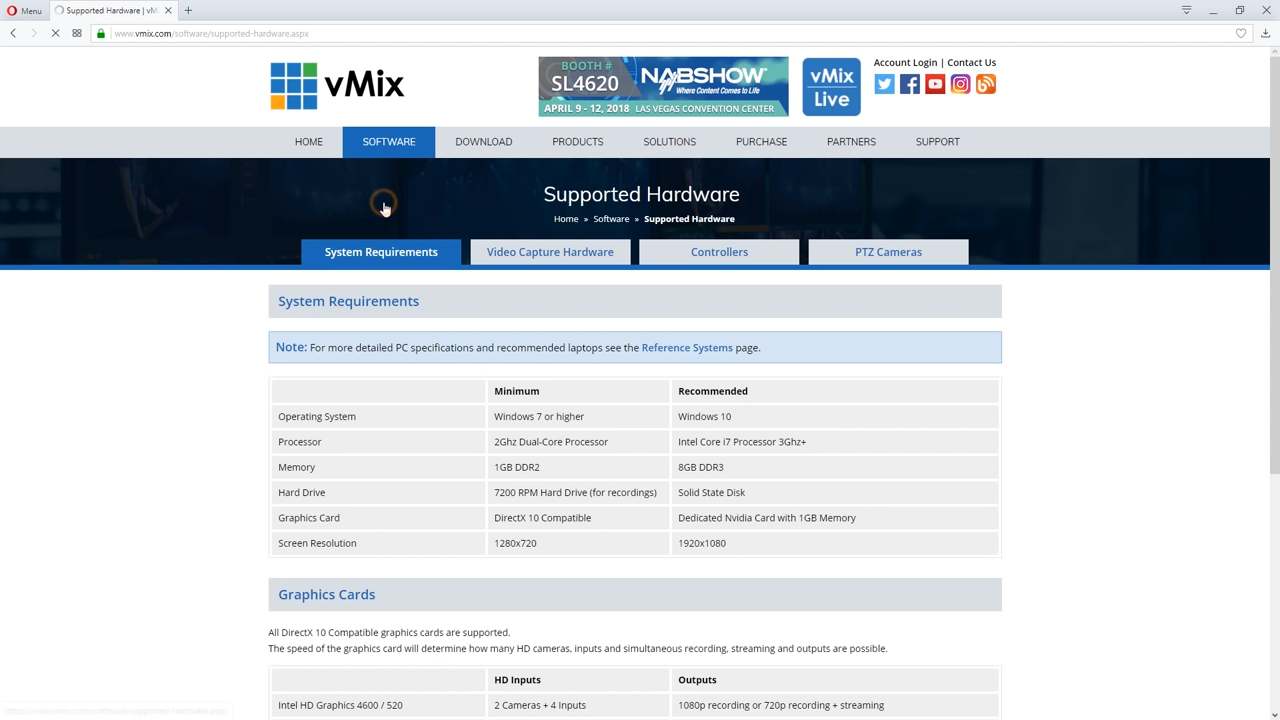 Menu
Supported Hardware | vM
www.vmix.com/software/supported-hardware.aspx
vMix
BOOTH #
SL4620
NABSHOW
Where Content Comes to Life
APRIL 9 - 12, 2018 LAS VEGAS CONVENTION CENTER
vMix
Live
Account Login | Contact Us
HOME SOFTWARE DOWNLOAD PRODUCTS SOLUTIONS PURCHASE PARTNERS SUPPORT
Supported Hardware
Home » Software » Supported Hardware
System Requirements Video Capture Hardware Controllers PTZ Cameras
System Requirements
Note: For more detailed PC specifications and recommended laptops see the Reference Systems page.
Minimum Recommended
Operating System Windows 7 or higher Windows 10
Processor 2Ghz Dual-Core Processor Intel Core i7 Processor 3Ghz+
Memory 1GB DDR2 8GB DDR3
Hard Drive 7200 RPM Hard Drive (for recordings) Solid State Disk
Graphics Card DirectX 10 Compatible Dedicated Nvidia Card with 1GB Memory
Screen Resolution 1280x720 1920x1080
Graphics Cards
All DirectX 10 Compatible graphics cards are supported.
The speed of the graphics card will determine how many HD cameras, inputs and simultaneous recording, streaming and outputs are possible.
HD Inputs Outputs
Intel HD Graphics 4600 / 520 2 Cameras + 4 Inputs 1080p recording or 720p recording + streaming